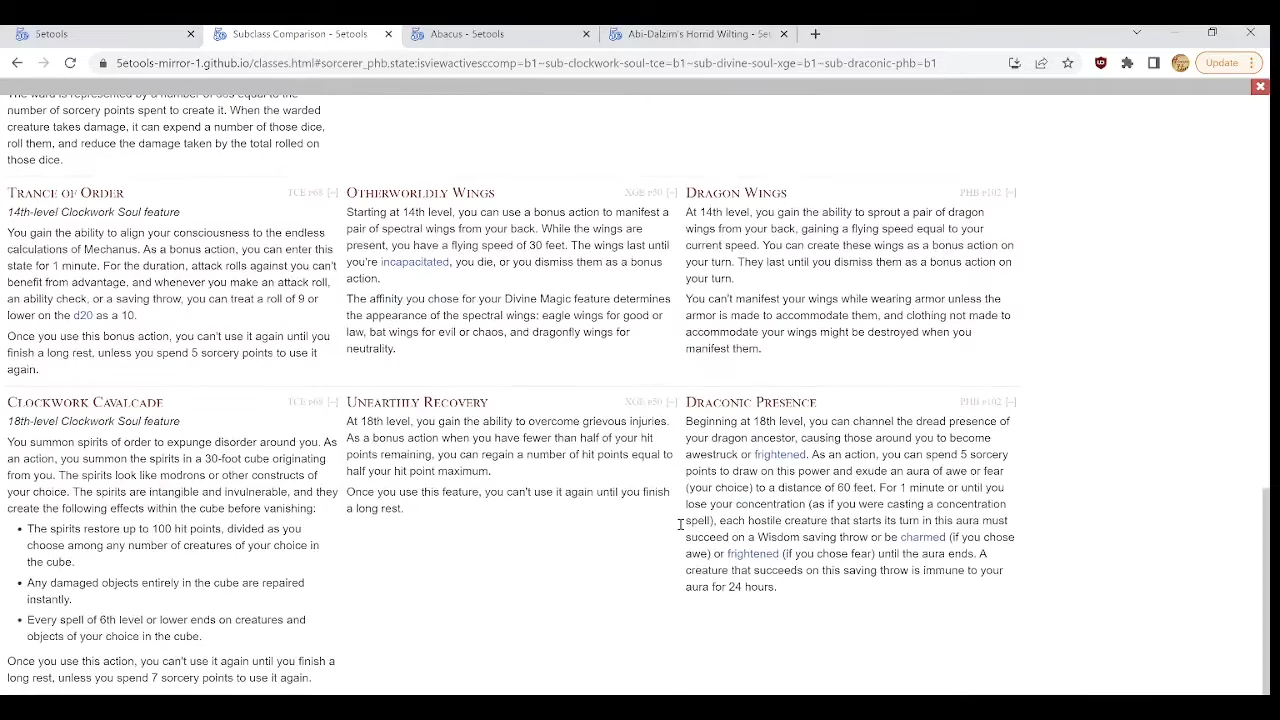 5etools
Subclass Comparison - 5etools
Abacus - 5etools
Abi-Dalzim's Horrid Wilting - 5et
5etools-mirror-1.github.io/classes.html#sorcerer_phb,state:isviewactive=comp=b1~sub-clockwork-soul-tce=b1~sub-divine-soul-xge=b1~sub-draconic-phb=b1
Update
number of sorcery points spent to create it. When the warded
creature takes damage, it can expend a number of those dice,
roll them, and reduce the damage taken by the total rolled on
those dice.
Trance of Order
TCE p68 [–]
14th-level Clockwork Soul feature
You gain the ability to align your consciousness to the endless
calculations of Mechanus. As a bonus action, you can enter this
state for 1 minute. For the duration, attack rolls against you can't
benefit from advantage, and whenever you make an attack roll,
an ability check, or a saving throw, you can treat a roll of 9 or
lower on the d20 as a 10.
Once you use this bonus action, you can't use it again until you
finish a long rest, unless you spend 5 sorcery points to use it
again.
Otherworldly Wings
XGE p50 [–]
Starting at 14th level, you can use a bonus action to manifest a
pair of spectral wings from your back. While the wings are
present, you have a flying speed of 30 feet. The wings last until
you're incapacitated, you die, or you dismiss them as a bonus
action.
The affinity you chose for your Divine Magic feature determines
the appearance of the spectral wings: eagle wings for good or
law, bat wings for evil or chaos, and dragonfly wings for
neutrality.
Dragon Wings
PHB p102 [–]
At 14th level, you gain the ability to sprout a pair of dragon
wings from your back, gaining a flying speed equal to your
current speed. You can create these wings as a bonus action on
your turn. They last until you dismiss them as a bonus action on
your turn.
You can't manifest your wings while wearing armor unless the
armor is made to accommodate them, and clothing not made to
accommodate your wings might be destroyed when you
manifest them.
Clockwork Cavalcade
TCE p69 [–]
18th-level Clockwork Soul feature
You summon spirits of order to expunge disorder around you. As
an action, you summon the spirits in a 30-foot cube originating
from you. The spirits look like modrons or other constructs of
your choice. The spirits are intangible and invulnerable, and they
create the following effects within the cube before vanishing:
• The spirits restore up to 100 hit points, divided as you
choose among any number of creatures of your choice in
the cube.
• Any damaged objects entirely in the cube are repaired
instantly.
• Every spell of 6th level or lower ends on creatures and
objects of your choice in the cube.
Once you use this action, you can't use it again until you finish a
long rest, unless you spend 7 sorcery points to use it again.
Unearthly Recovery
XGE p50 [–]
At 18th level, you gain the ability to overcome grievous injuries.
As a bonus action when you have fewer than half of your hit
points remaining, you can regain a number of hit points equal to
half your hit point maximum.
Once you use this feature, you can't use it again until you finish
a long rest.
Draconic Presence
PHB p102 [–]
Beginning at 18th level, you can channel the dread presence of
your dragon ancestor, causing those around you to become
awestruck or frightened. As an action, you can spend 5 sorcery
points to draw on this power and exude an aura of awe or fear
(your choice) to a distance of 60 feet. For 1 minute or until you
lose your concentration (as if you were casting a concentration
spell), each hostile creature that starts its turn in this aura must
succeed on a Wisdom saving throw or be charmed (if you chose
awe) or frightened (if you chose fear) until the aura ends. A
creature that succeeds on this saving throw is immune to your
aura for 24 hours.